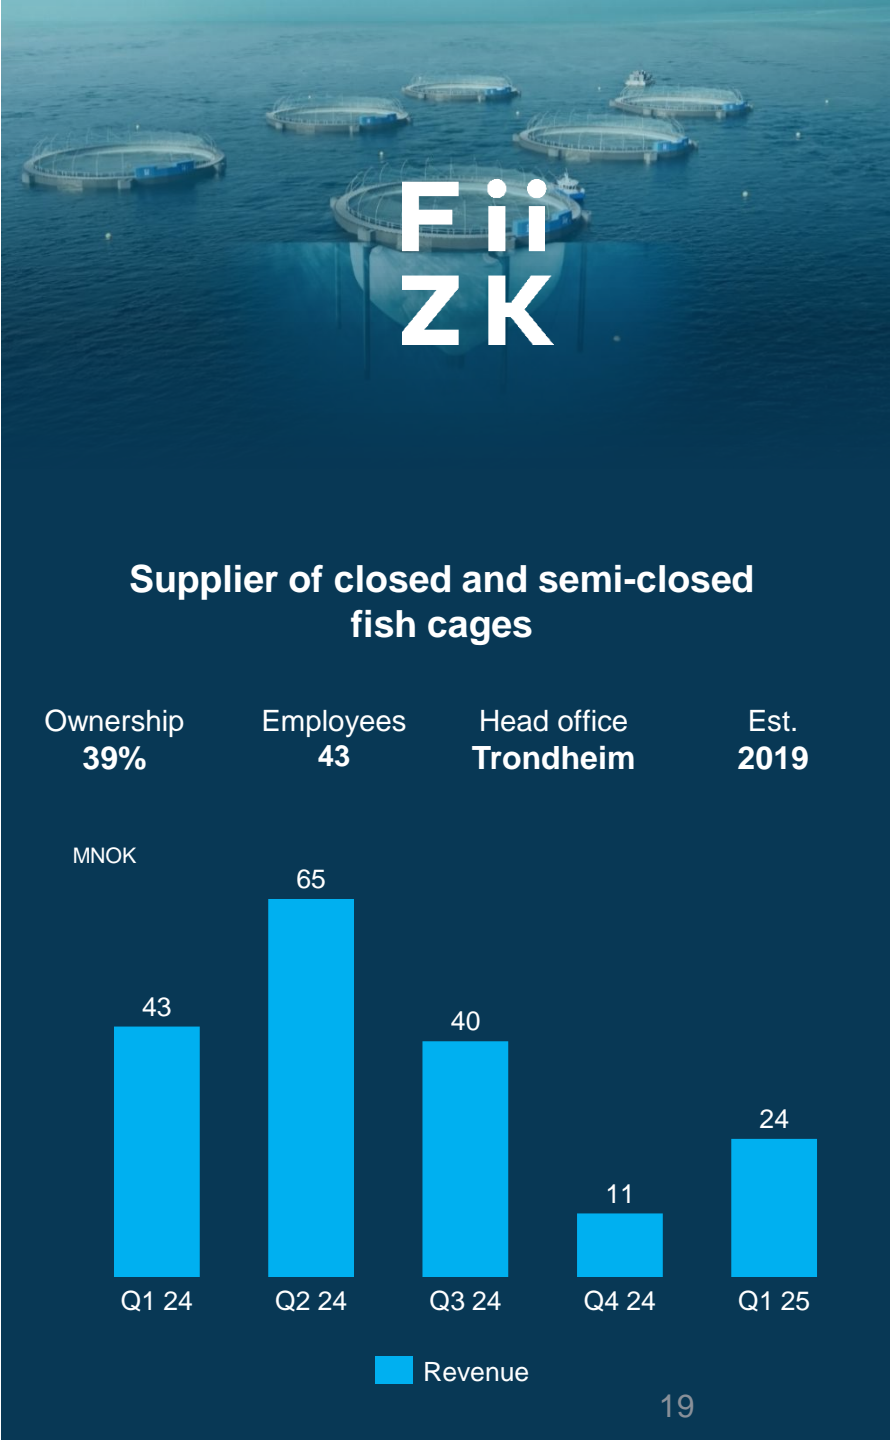 Fii
ZK
Supplier of closed and semi-closed
fish cages
Ownership Employees Head office Est.
39% 43 Trondheim 2019
MNOK
65
43
40
24
11
Q1 24 Q2 24 Q3 24 Q4 24 Q1 25
Revenue
19